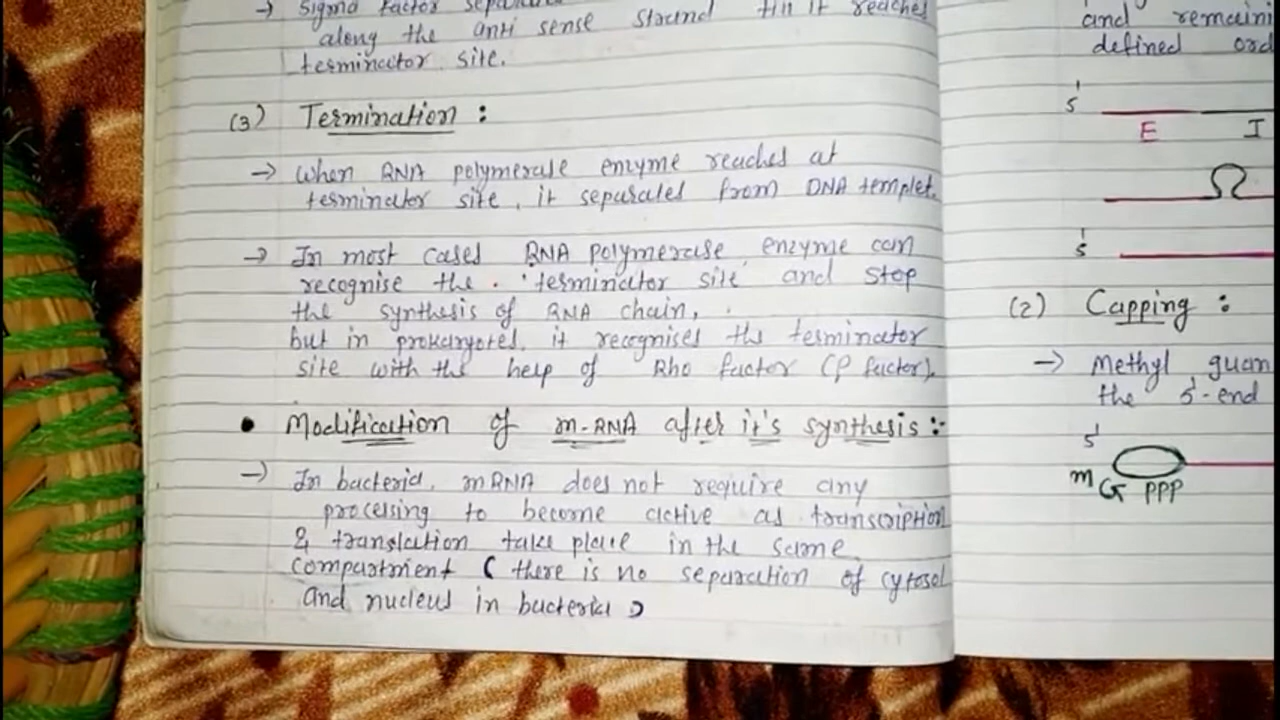 → Sigma factor
along the anti sense strand till it reaches
terminator site.
(3) Termination :
→ When RNA polymerase enzyme reaches at
terminator site, it separates from DNA templet.
→ In most cases RNA polymerase enzyme can
recognise the terminator site and stop
the synthesis of RNA chain,
but in prokaryotes, it recognises the terminator
site with the help of Rho factor (ρ factor).
• Modification of m-RNA after it's synthesis :-
→ In bacteria, mRNA does not require any
processing to become active as transcription
& translation take place in the same
compartment ( there is no separation of cytosol
and nucleus in bacteria )
and
defined
5'
E I
5'
(2) Capping :
→ Methyl
the 5'-end
5'
mG PPP